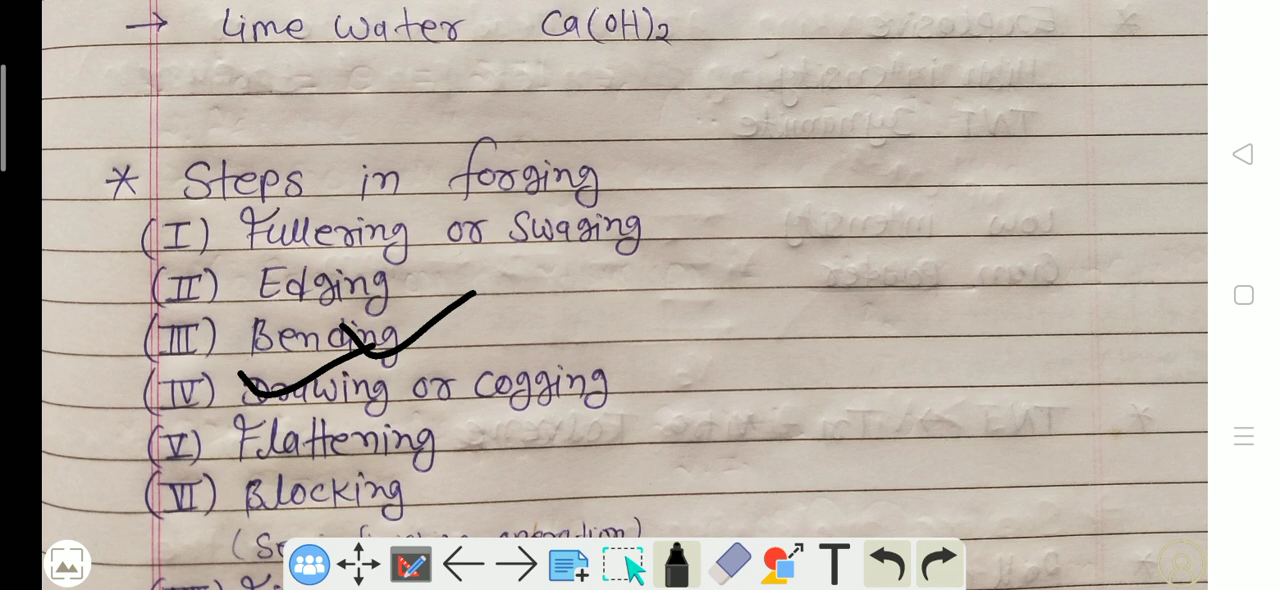 → Lime water Ca(OH)2
* Steps in forging
(I) Fullering or Swaging
(II) Edging
(III) Bending
(IV) Drawing or Cogging
(V) Flattening
(VI) Blocking
T